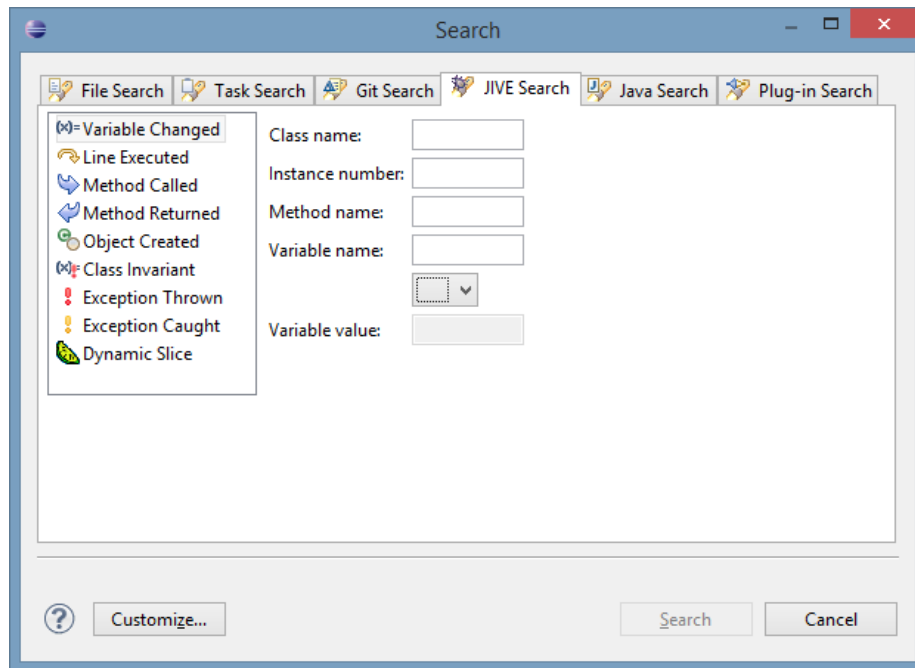 Search
File Search Task Search Git Search JIVE Search Java Search Plug-in Search
(x)= Variable Changed
Line Executed
Method Called
Method Returned
Object Created
(x) Class Invariant
Exception Thrown
Exception Caught
Dynamic Slice
Class name:
Instance number:
Method name:
Variable name:
Variable value:
? Customize... Search Cancel